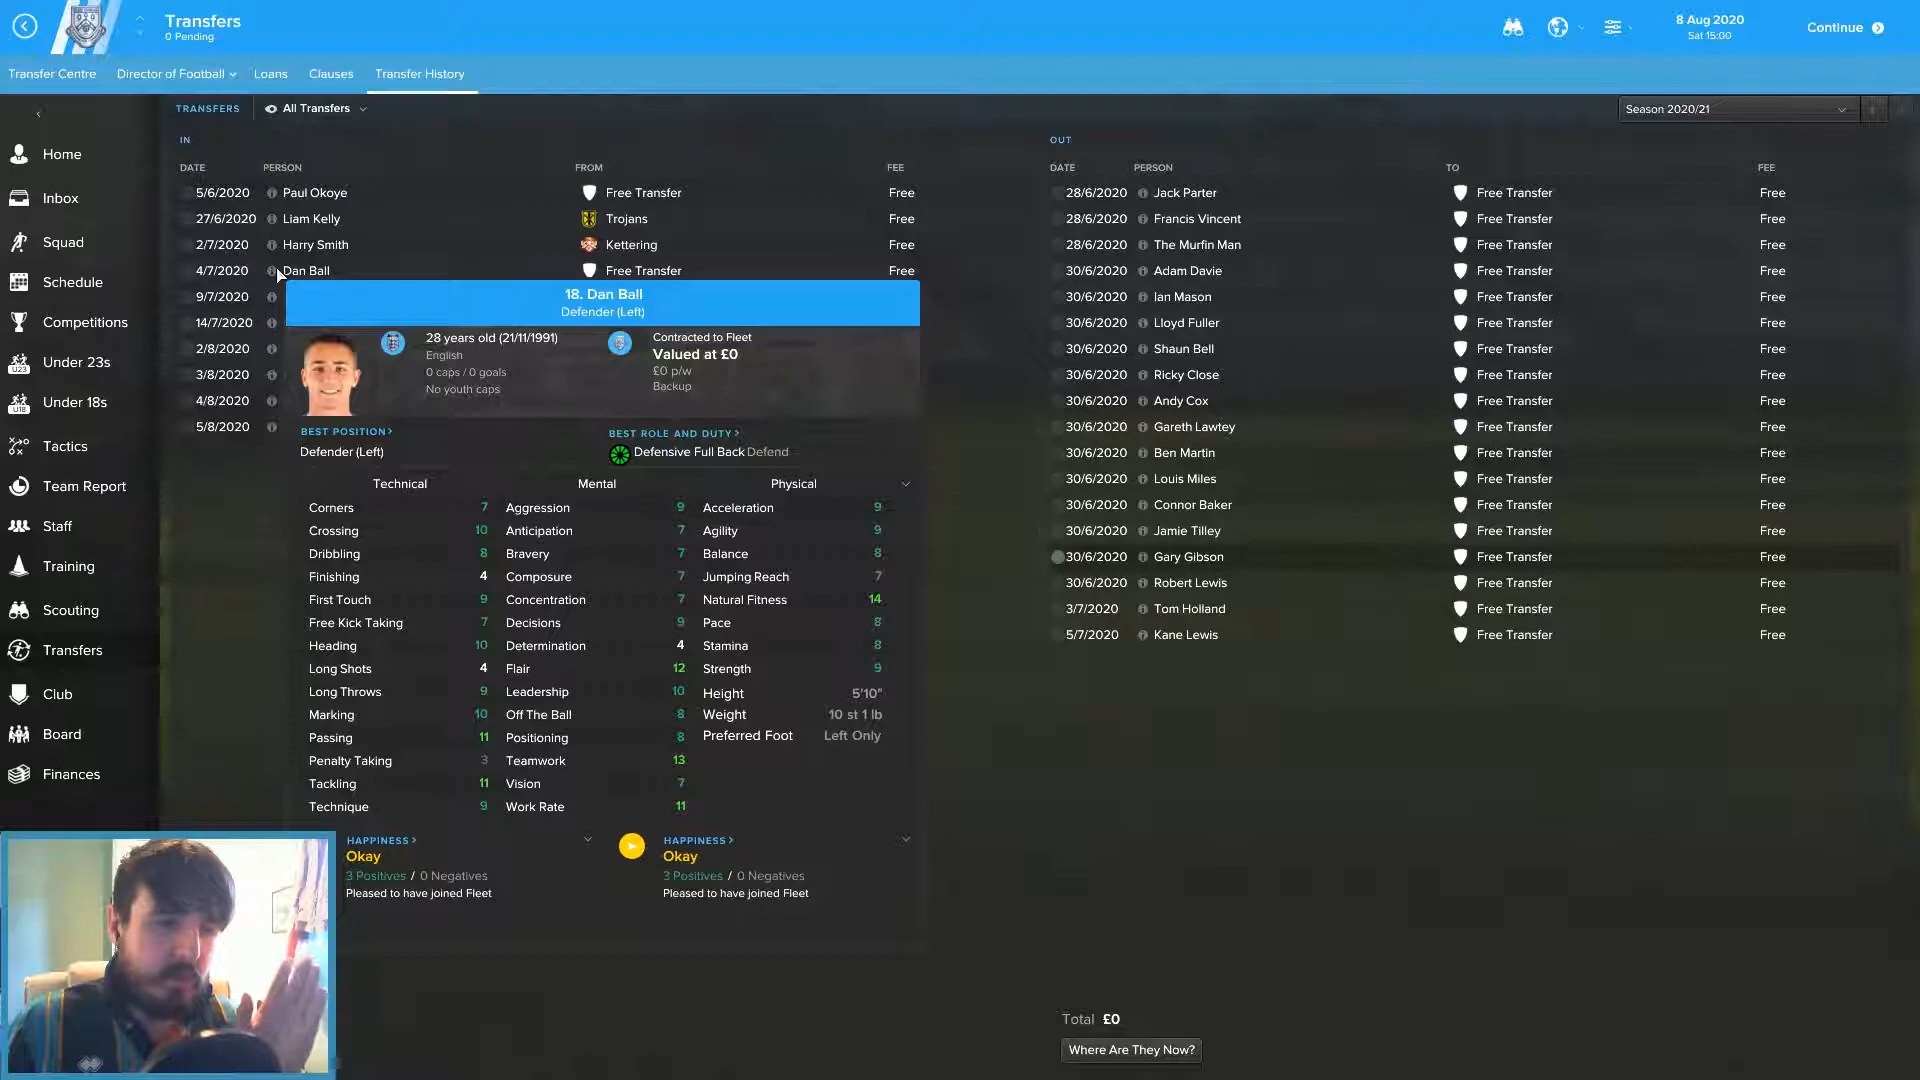 Transfers
0 Pending
8 Aug 2020
Sat 15:00
Continue
Transfer Centre
Director of Football
Loans
Clauses
Transfer History
TRANSFERS
All Transfers
Season 2020/21
Home
Inbox
Squad
Schedule
Competitions
U23
Under 23s
U18
Under 18s
Tactics
Team Report
Staff
Training
Scouting
Transfers
Club
Board
Finances
IN
DATE PERSON FROM FEE
5/6/2020 Paul Okoye Free Transfer Free
27/6/2020 Liam Kelly Trojans Free
2/7/2020 Harry Smith Kettering Free
4/7/2020 Dan Ball Free Transfer Free
9/7/2020
14/7/2020
2/8/2020
3/8/2020
4/8/2020
5/8/2020
18. Dan Ball
Defender (Left)
28 years old (21/11/1991)
English
0 caps / 0 goals
No youth caps
Contracted to Fleet
Valued at £0
£0 p/w
Backup
BEST POSITION >
Defender (Left)
BEST ROLE AND DUTY >
Defensive Full Back Defend
Technical Mental Physical
Corners 7 Aggression 9 Acceleration 9
Crossing 10 Anticipation 7 Agility 9
Dribbling 8 Bravery 7 Balance 8
Finishing 4 Composure 7 Jumping Reach 7
First Touch 9 Concentration 7 Natural Fitness 14
Free Kick Taking 7 Decisions 9 Pace 8
Heading 10 Determination 4 Stamina 8
Long Shots 4 Flair 12 Strength 9
Long Throws 9 Leadership 10 Height 5'10"
Marking 10 Off The Ball 8 Weight 10 st 1 lb
Passing 11 Positioning 8 Preferred Foot Left Only
Penalty Taking 3 Teamwork 13
Tackling 11 Vision 7
Technique 9 Work Rate 11
HAPPINESS >
Okay
3 Positives / 0 Negatives
Pleased to have joined Fleet
HAPPINESS >
Okay
3 Positives / 0 Negatives
Pleased to have joined Fleet
OUT
DATE PERSON TO FEE
28/6/2020 Jack Parter Free Transfer Free
28/6/2020 Francis Vincent Free Transfer Free
28/6/2020 The Murfin Man Free Transfer Free
30/6/2020 Adam Davie Free Transfer Free
30/6/2020 Ian Mason Free Transfer Free
30/6/2020 Lloyd Fuller Free Transfer Free
30/6/2020 Shaun Bell Free Transfer Free
30/6/2020 Ricky Close Free Transfer Free
30/6/2020 Andy Cox Free Transfer Free
30/6/2020 Gareth Lawtey Free Transfer Free
30/6/2020 Ben Martin Free Transfer Free
30/6/2020 Louis Miles Free Transfer Free
30/6/2020 Connor Baker Free Transfer Free
30/6/2020 Jamie Tilley Free Transfer Free
30/6/2020 Gary Gibson Free Transfer Free
30/6/2020 Robert Lewis Free Transfer Free
3/7/2020 Tom Holland Free Transfer Free
5/7/2020 Kane Lewis Free Transfer Free
Total £0
Where Are They Now?